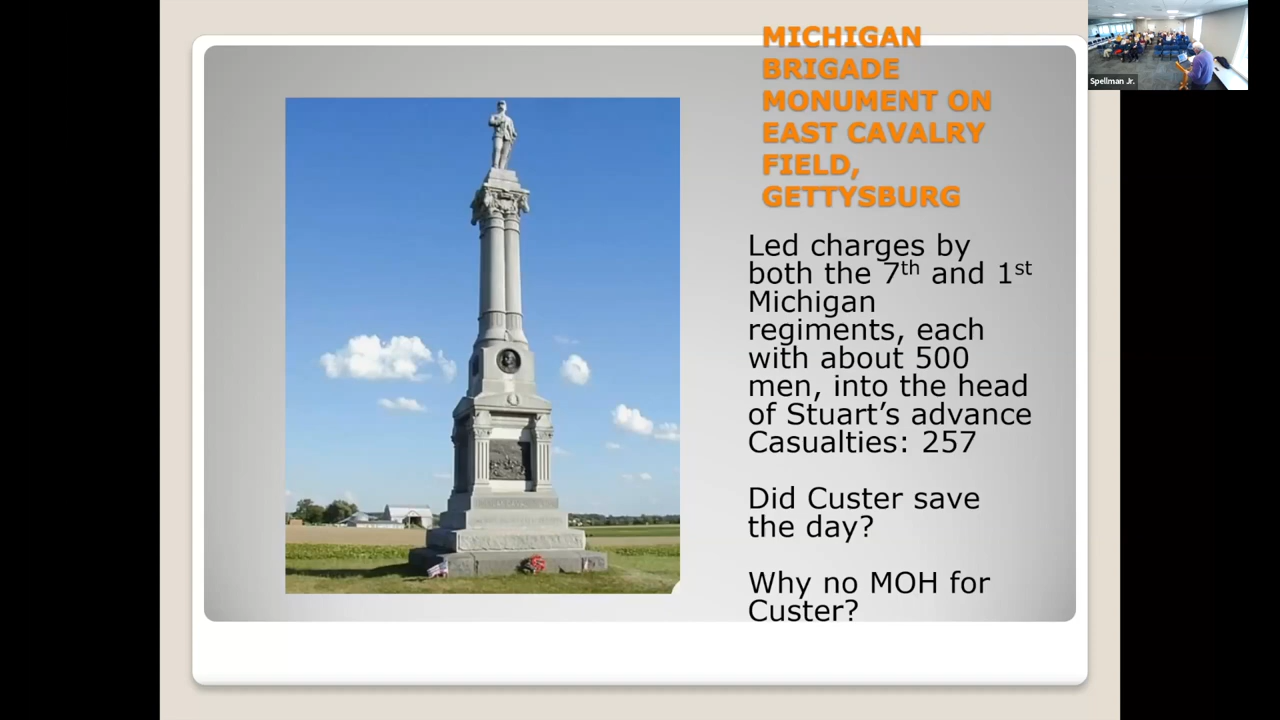 MICHIGAN
BRIGADE
MONUMENT ON
EAST CAVALRY
FIELD,
GETTYSBURG
Led charges by
both the 7th and 1st
Michigan
regiments, each
with about 500
men, into the head
of Stuart’s advance
Casualties: 257
Did Custer save
the day?
Why no MOH for
Custer?
Spellman Jr.